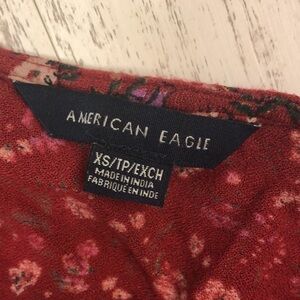 AMERICAN EAGLE
XS/TP/EXCH
MADE IN INDIA
FABRIQUE EN INDE